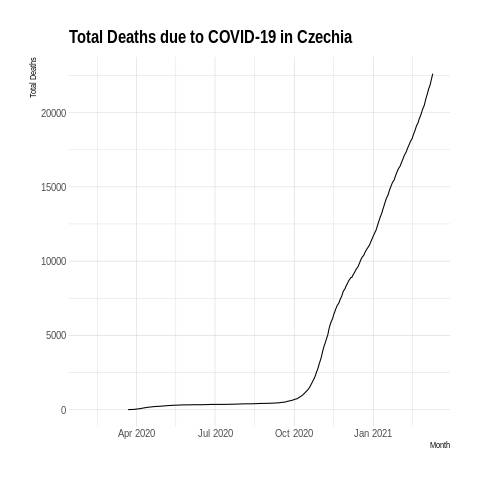 Total Deaths due to COVID-19 in Czechia
Total Deaths
20000
15000
10000
5000
0
Apr 2020 Jul 2020 Oct 2020 Jan 2021
Month